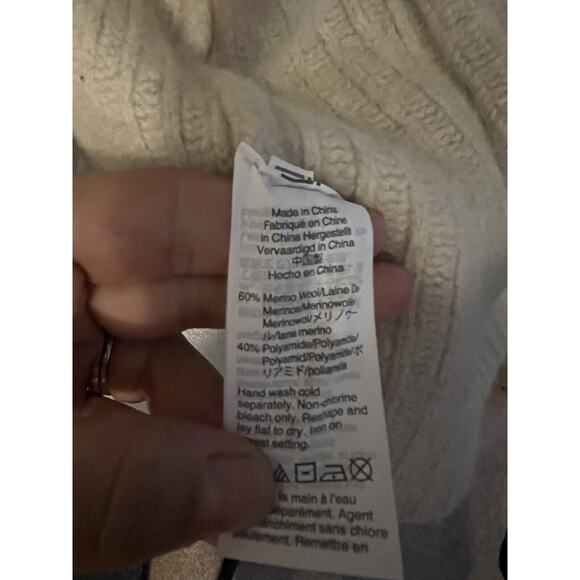 Made in China
Fabriqué en Chine
in China Hergestellt
Vervaardigd in China
中国製
Hecho en China
60% Merino Wool/Laine De
Merinos/Merinowolle/
Merinowol/メリノウー
ル/lana merino
40% Polyamide/Polyamide/
Polyamid/Polyamide/ポ
リアミド/poliamida
Hand wash cold
separately. Non-chlorine
bleach only. Reshape and
lay flat to dry. Iron on
setting.
la main à l'eau
séparément. Agent
blanchiment sans chlore
seulement. Remettre en